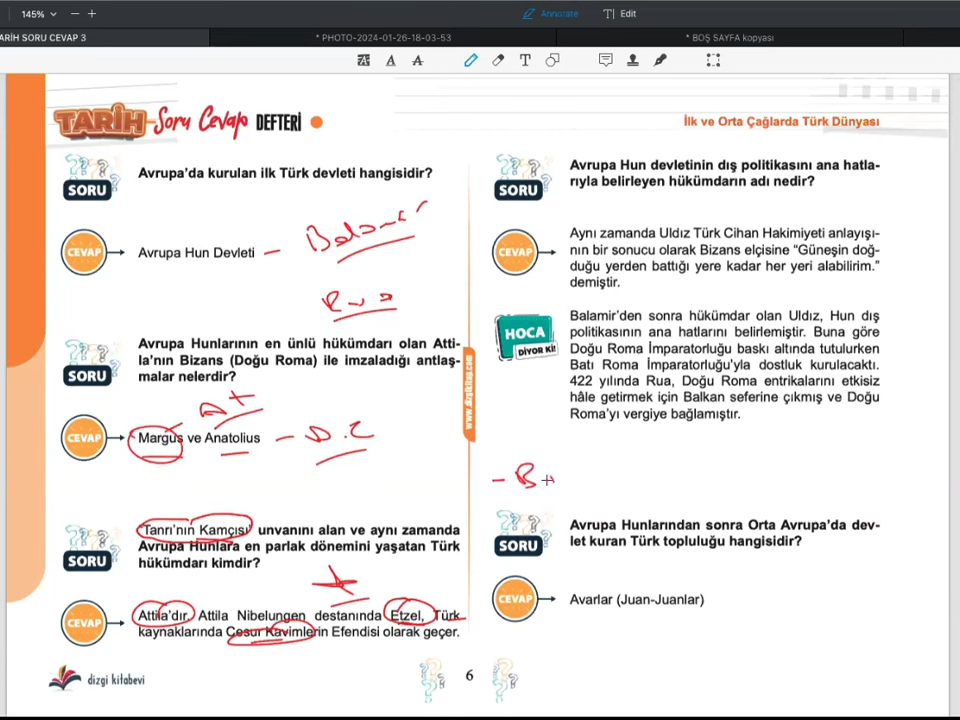 145%
Annotate
Edit
ARİH SORU CEVAP 3
* PHOTO-2024-01-26-18-03-53
* BOŞ SAYFA kopyası
TARİH Soru Cevap DEFTERİ
İlk ve Orta Çağlarda Türk Dünyası
SORU
Avrupa'da kurulan ilk Türk devleti hangisidir?
CEVAP
Avrupa Hun Devleti -
Rua
SORU
Avrupa Hunlarının en ünlü hükümdarı olan Atti-
la'nın Bizans (Doğu Roma) ile imzaladığı antlaş-
malar nelerdir?
CEVAP
Margus ve Anatolius -
SORU
"Tanrı'nın Kamçısı" unvanını alan ve aynı zamanda
Avrupa Hunlara en parlak dönemini yaşatan Türk
hükümdarı kimdir?
CEVAP
Attila'dır. Attila Nibelungen destanında Etzel, Türk
kaynaklarında Cesur Kavimlerin Efendisi olarak geçer.
www.dizgikitap.com
SORU
Avrupa Hun devletinin dış politikasını ana hatla-
rıyla belirleyen hükümdarın adı nedir?
CEVAP
Aynı zamanda Uldız Türk Cihan Hakimiyeti anlayışı-
nın bir sonucu olarak Bizans elçisine “Güneşin doğ-
duğu yerden battığı yere kadar her yeri alabilirim.”
demiştir.
HOCA
DİYOR Kİ!
Balamir'den sonra hükümdar olan Uldız, Hun dış
politikasının ana hatlarını belirlemiştir. Buna göre
Doğu Roma İmparatorluğu baskı altında tutulurken
Batı Roma İmparatorluğu'yla dostluk kurulacaktı.
422 yılında Rua, Doğu Roma entrikalarını etkisiz
hâle getirmek için Balkan seferine çıkmış ve Doğu
Roma'yı vergiye bağlamıştır.
- B
SORU
Avrupa Hunlarından sonra Orta Avrupa'da dev-
let kuran Türk topluluğu hangisidir?
CEVAP
Avarlar (Juan-Juanlar)
dizgi kitabevi
6